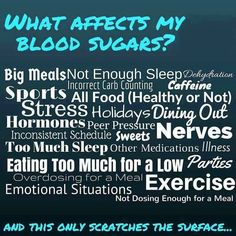 WHAT AFFECTS MY
BLOOD SUGARS?
Big Meals Not Enough Sleep Dehydration
Incorrect Carb Counting Caffeine
Sports All Food (Healthy or Not)
Stress Holidays Dining Out
Hormones Peer Pressure Sweets Nerves
Inconsistent Schedule
Too Much Sleep Other Medications Illness
Eating Too Much for a Low Parties
Overdosing for a Meal Exercise
Emotional Situations
Not Dosing Enough for a Meal
AND THIS ONLY SCRATCHES THE SURFACE...